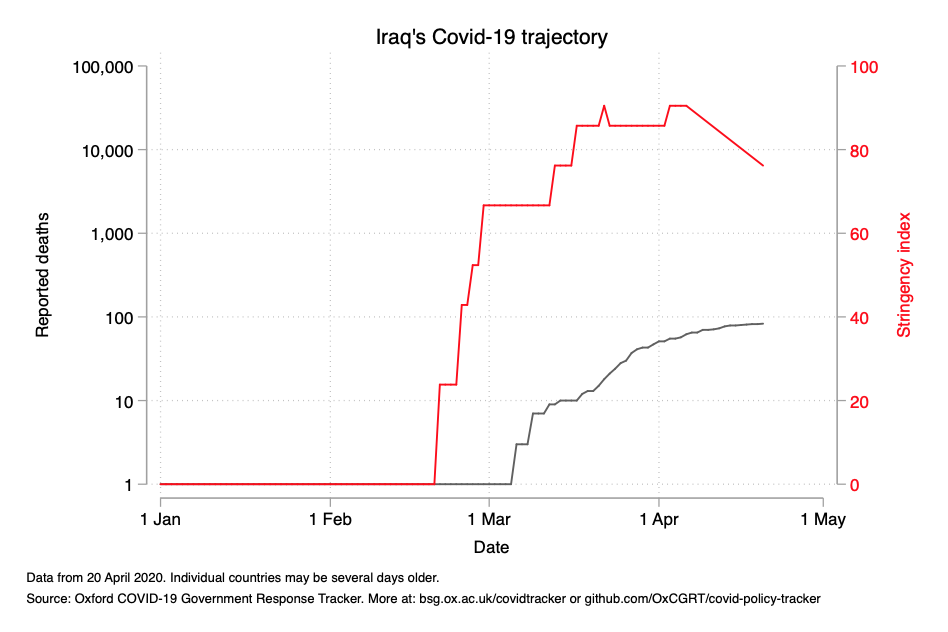 Iraq's Covid-19 trajectory
100,000
10,000
1,000
100
10
1
Reported deaths
100
80
60
40
20
0
Stringency index
1 Jan
1 Feb
1 Mar
1 Apr
1 May
Date
Data from 20 April 2020. Individual countries may be several days older.
Source: Oxford COVID-19 Government Response Tracker. More at: bsg.ox.ac.uk/covidtracker or github.com/OxCGRT/covid-policy-tracker